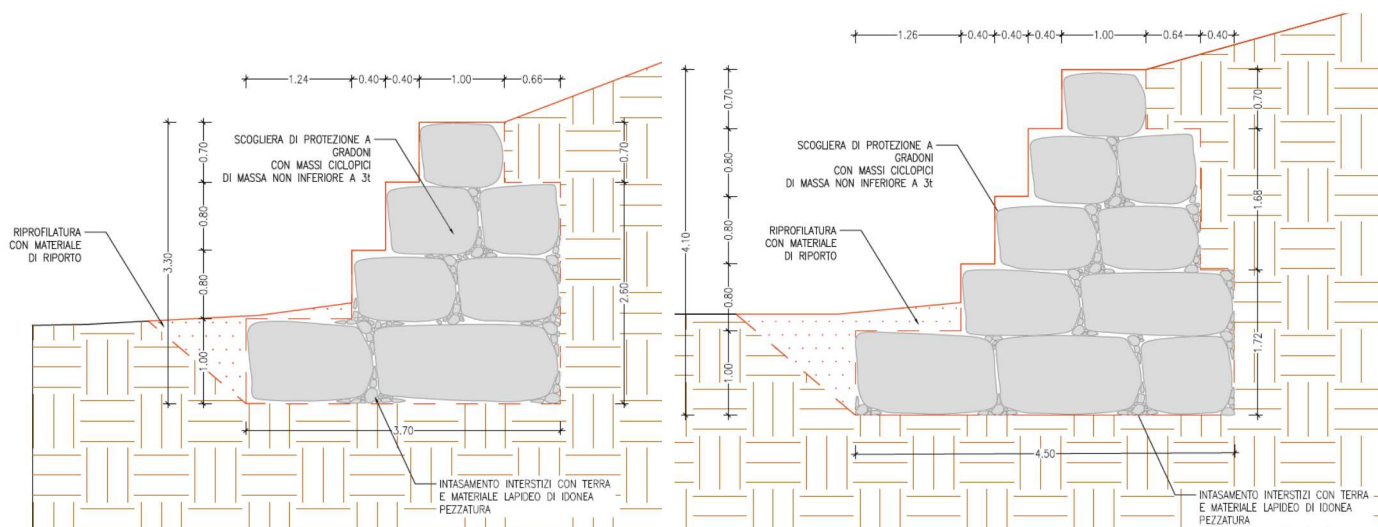 1.24
0.40
0.40
1.00
0.66
SCOGLIERA DI PROTEZIONE A
GRADONI
CON MASSI CICLOPICI
DI MASSA NON INFERIORE A 3t
RIPROFILATURA
CON MATERIALE
DI RIPORTO
3.30
0.70
0.80
0.80
1.00
0.70
2.60
3.70
INTASAMENTO INTERSTIZI CON TERRA
E MATERIALE LAPIDEO DI IDONEA
PEZZATURA
1.26
0.40
0.40
1.00
0.64
0.40
SCOGLIERA DI PROTEZIONE A
GRADONI
CON MASSI CICLOPICI
DI MASSA NON INFERIORE A 3t
RIPROFILATURA
CON MATERIALE
DI RIPORTO
4.10
0.70
0.80
0.80
0.80
1.00
0.70
1.68
1.72
4.50
INTASAMENTO INTERSTIZI CON TERRA
E MATERIALE LAPIDEO DI IDONEA
PEZZATURA